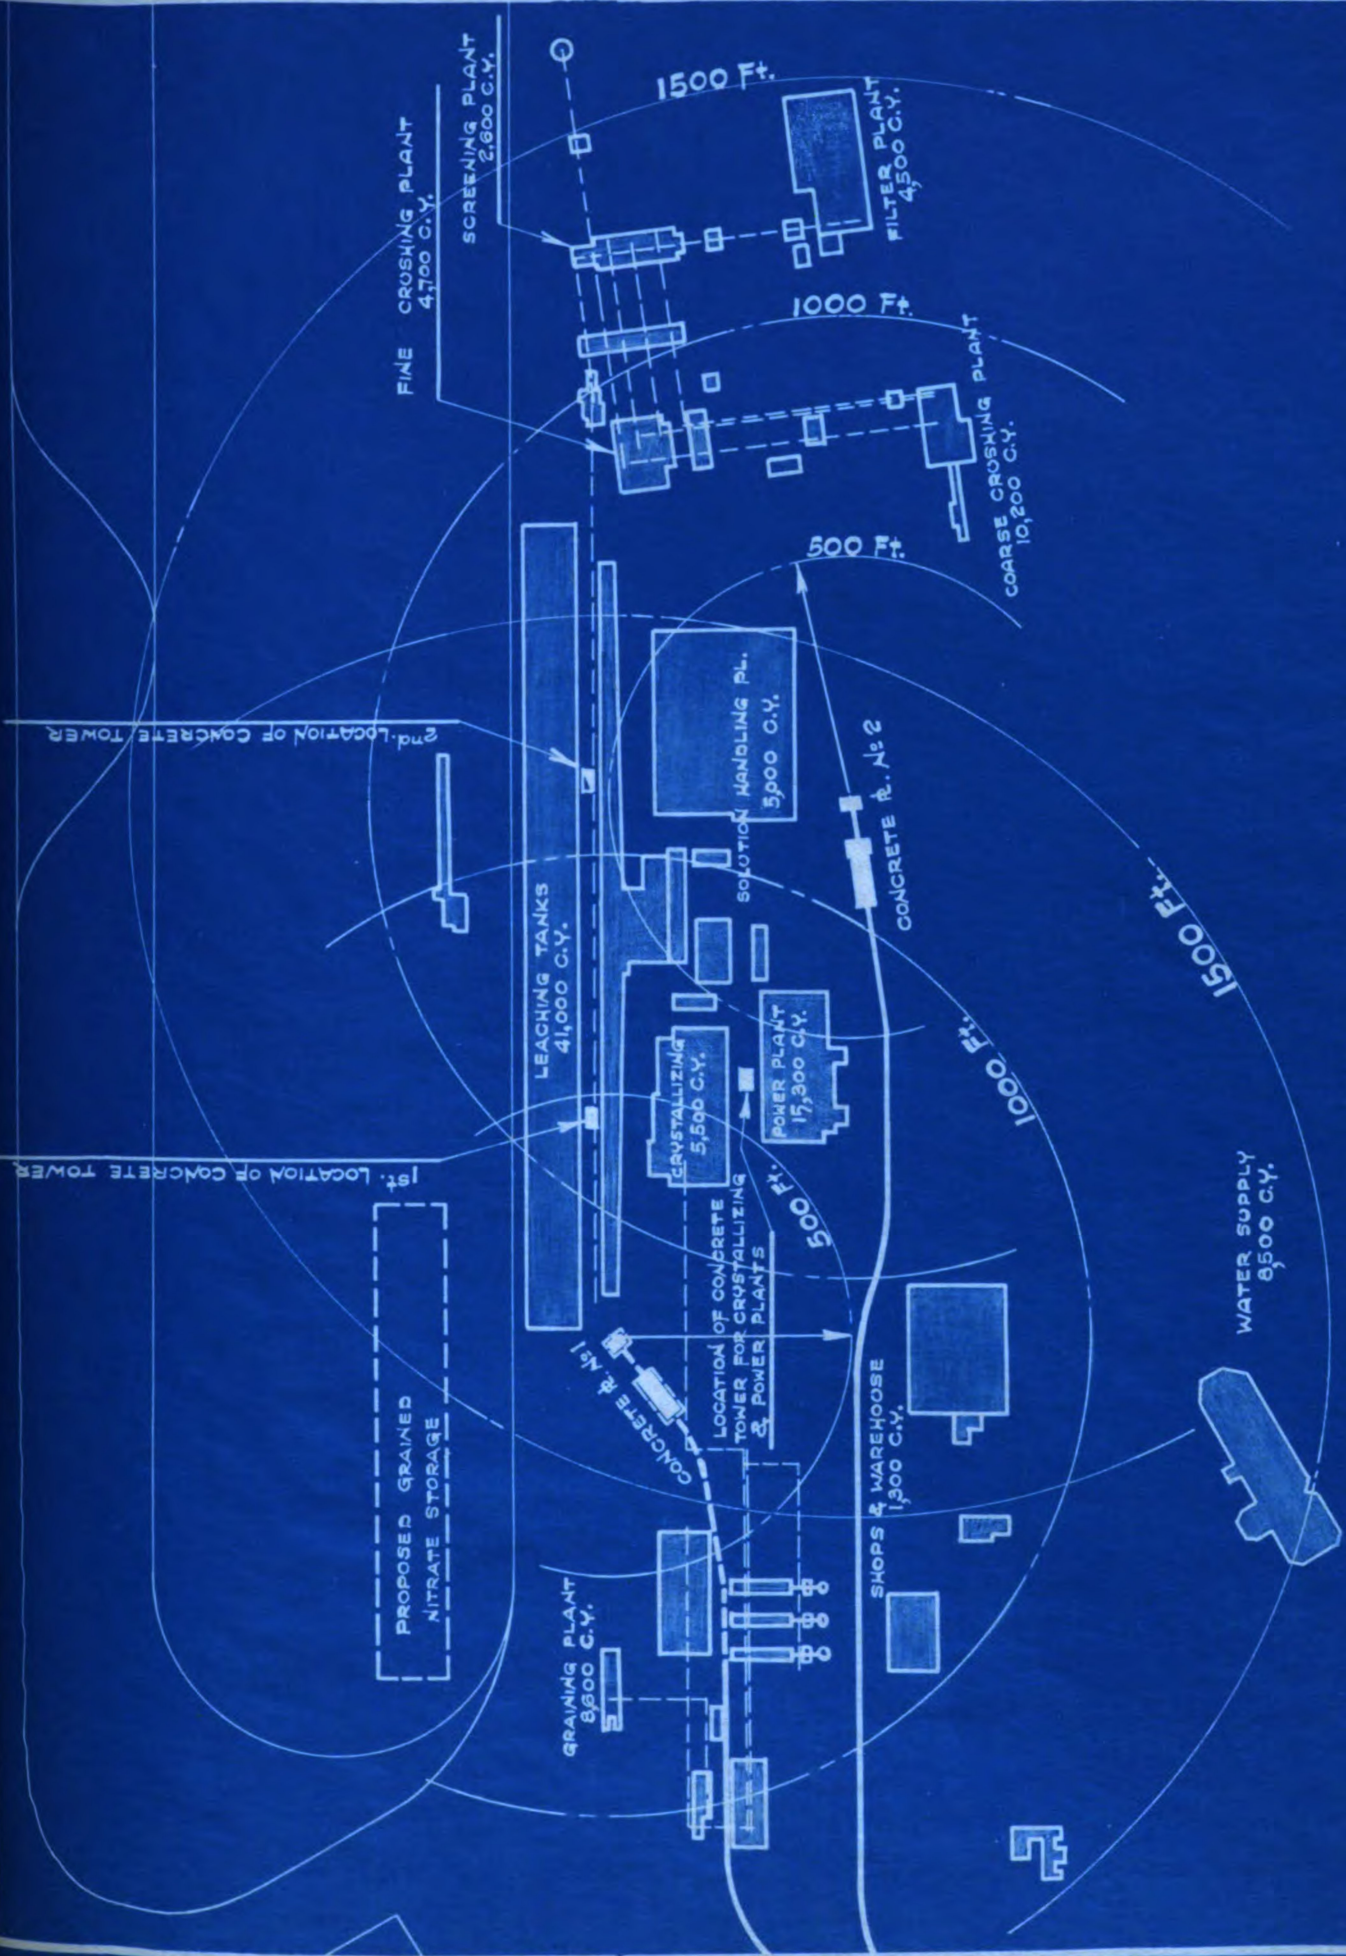 SCREENING PLANT
2,600 C.Y.
FINE CRUSHING PLANT
4,700 C.Y.
1500 Ft.
FILTER PLANT
4,500 C.Y.
1000 Ft.
COARSE CRUSHING PLANT
10,200 C.Y.
500 Ft.
2nd. LOCATION OF CONCRETE TOWER
SOLUTION HANDLING PL.
5,000 C.Y.
CONCRETE PL. No 2
LEACHING TANKS
41,000 C.Y.
1500 Ft.
1000 Ft.
CRYSTALLIZING
5,500 C.Y.
POWER PLANT
15,300 C.Y.
1st. LOCATION OF CONCRETE TOWER
500 Ft.
LOCATION OF CONCRETE
TOWER FOR CRYSTALLIZING
& POWER PLANTS
WATER SUPPLY
8,500 C.Y.
CONCRETE PL. No 1
PROPOSED GRAINED
NITRATE STORAGE
SHOPS & WAREHOOSE
1,300 C.Y.
GRAINING PLANT
8,600 C.Y.